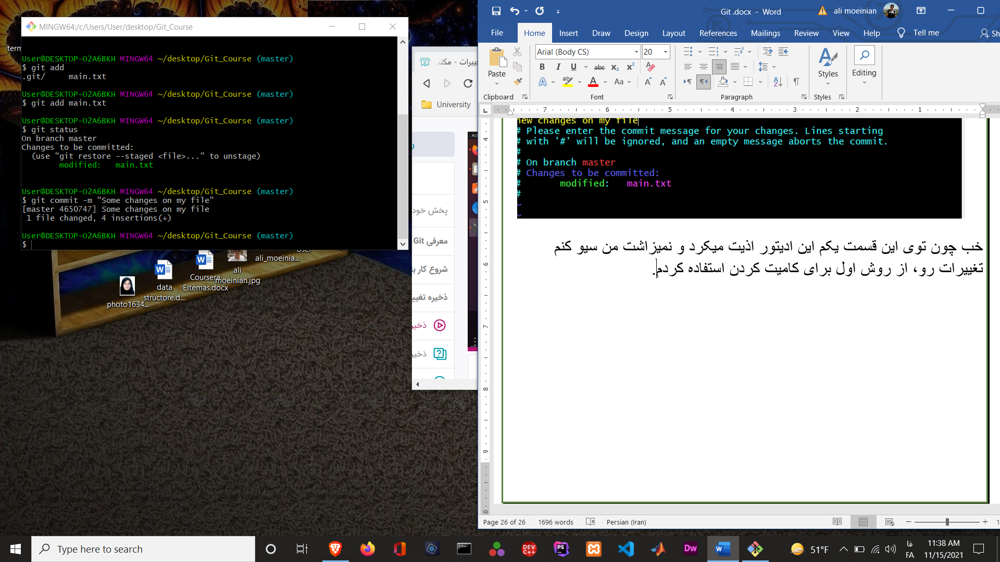 MINGW64:/c/Users/User/desktop/Git_Course
User@DESKTOP-O2A6BKH MINGW64 ~/desktop/Git_Course (master)
$ git add
.git/     main.txt
User@DESKTOP-O2A6BKH MINGW64 ~/desktop/Git_Course (master)
$ git add main.txt
User@DESKTOP-O2A6BKH MINGW64 ~/desktop/Git_Course (master)
$ git status
On branch master
Changes to be committed:
(use "git restore --staged <file>..." to unstage)
modified:   main.txt
User@DESKTOP-O2A6BKH MINGW64 ~/desktop/Git_Course (master)
$ git commit -m "Some changes on my file"
[master 4650747] Some changes on my file
1 file changed, 4 insertions(+)
User@DESKTOP-O2A6BKH MINGW64 ~/desktop/Git_Course (master)
$
ali_moeinia...
ali
moeinian.jpg
Coursera
Eltemas.docx
data
structore.d...
photo1634...
University
پخش خود
معرفی Git
شروع کار با
ذخیره تغییر
ذخیر
ذخیر
Git .docx - Word
ali moeinian
File
Home
Insert
Draw
Design
Layout
References
Mailings
Review
View
Help
Tell me
Sh
Paste
Clipboard
Arial (Body CS)
20
Font
Paragraph
Styles
Styles
Editing
7 6 5 4 3 2 1
4
5
6
7
8
9
new changes on my file
# Please enter the commit message for your changes. Lines starting
# with '#' will be ignored, and an empty message aborts the commit.
#
# On branch master
# Changes to be committed:
#       modified:   main.txt
#
~
~
خب چون توی این قسمت یکم این ادیتور اذیت میکرد و نمیزاشت من سیو کنم
تغییرات رو، از روش اول برای کامیت کردن استفاده کردم.
Page 26 of 26
1696 words
Persian (Iran)
Type here to search
DEV C++
PS
Dw
51°F
فا
FA
11:38 AM
11/15/2021